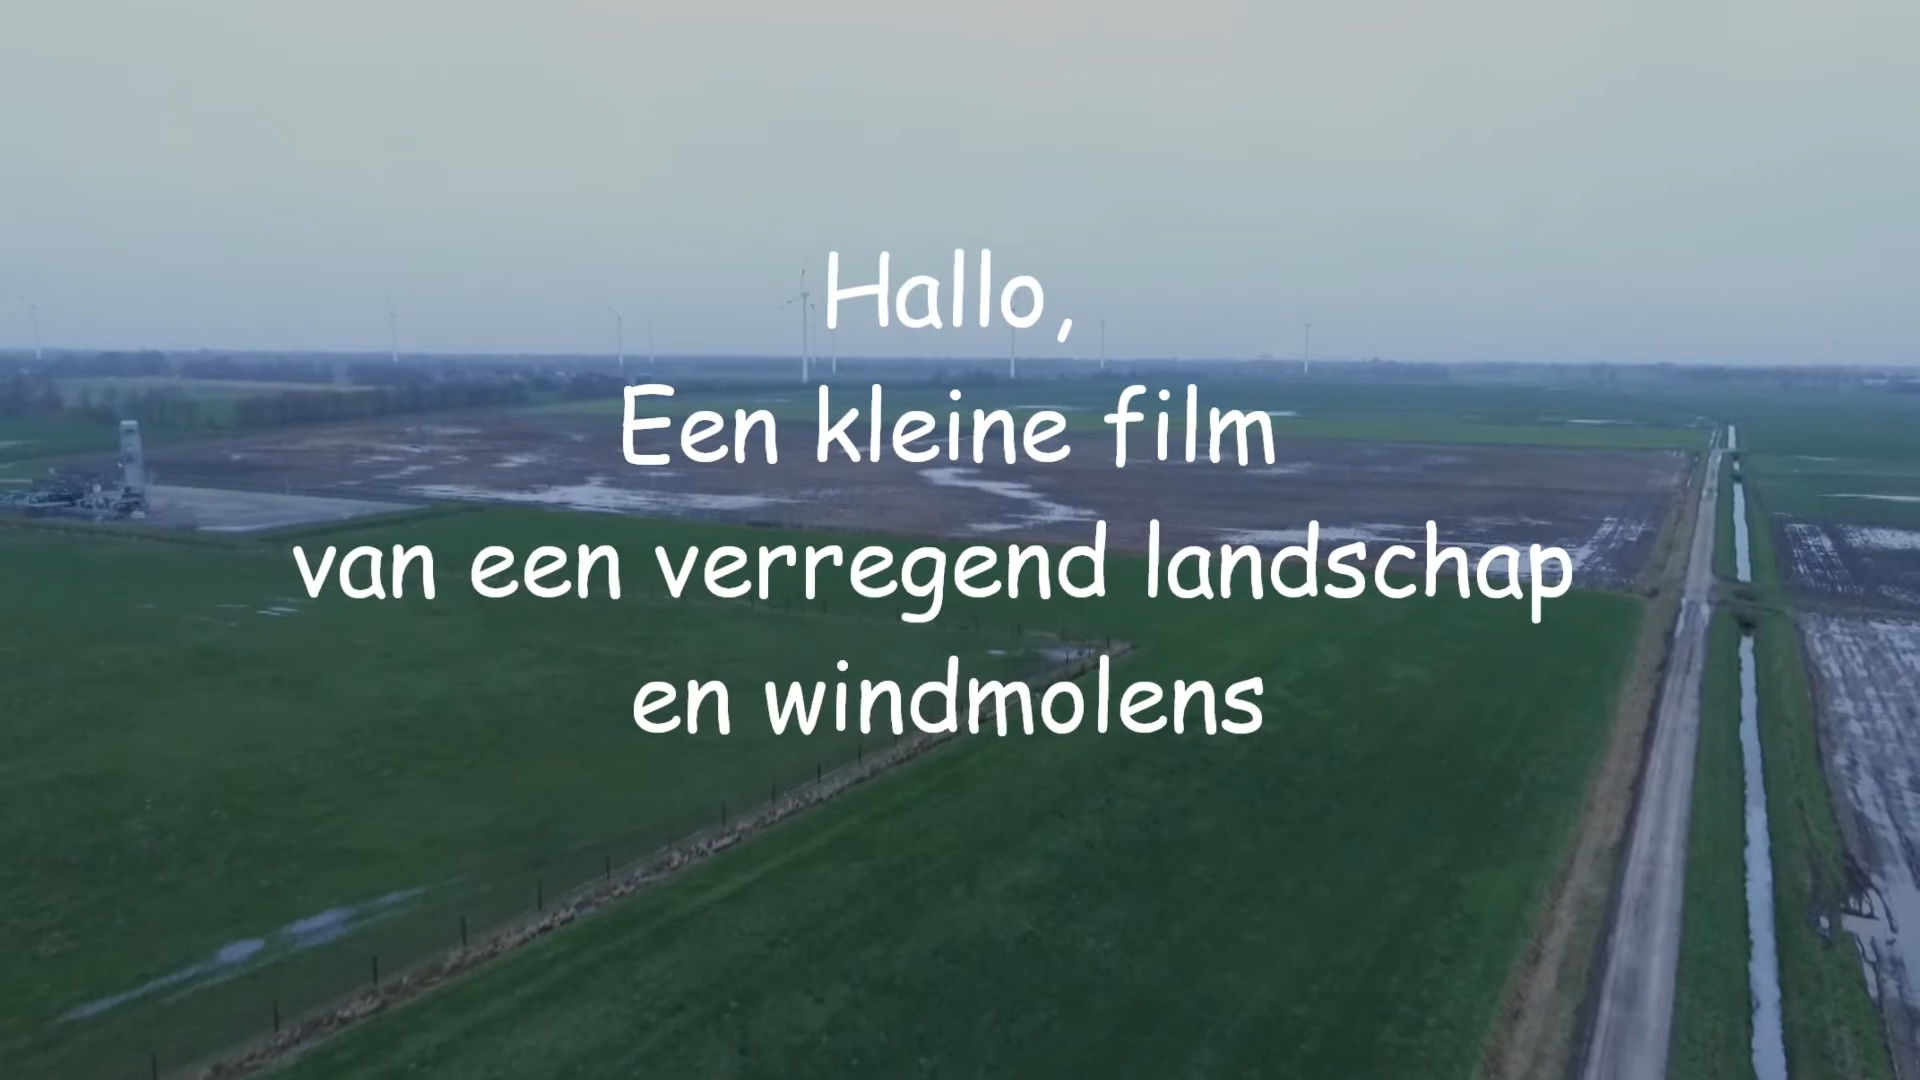 Hallo,
Een kleine film
van een verregend landschap
en windmolens